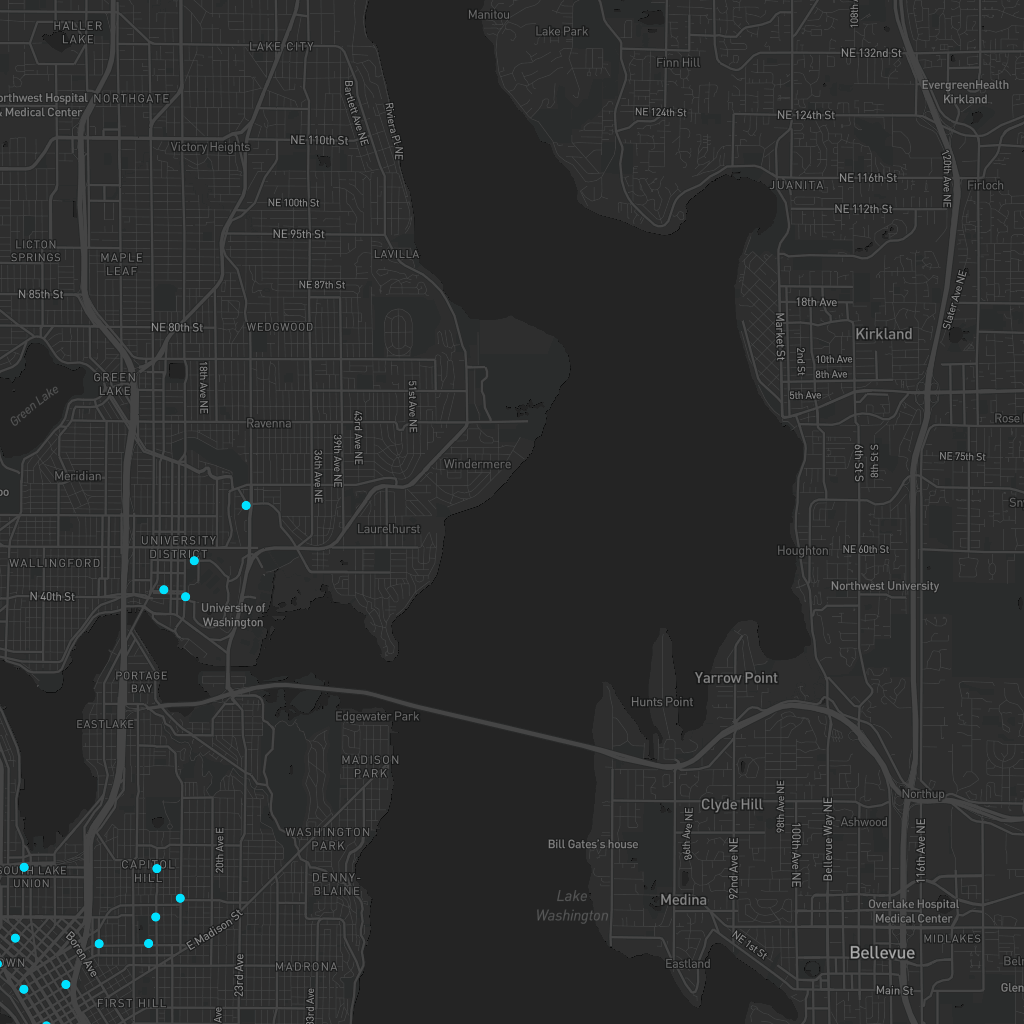 Manitou
108th
HALLER
LAKE
Lake Park
LAKE CITY
NE 132nd St
Finn Hill
EvergreenHealth
Kirkland
orthwest Hospital
& Medical Center
NORTHGATE
Bartlett Ave NE
Riviera Pl NE
NE 124th St
NE 124th St
NE 110th St
Victory Heights
120th Ave NE
NE 116th St
JUANITA
Firloch
NE 100th St
NE 112th St
NE 95th St
LICTON
SPRINGS
MAPLE
LEAF
LAVILLA
NE 87th St
N 85th St
18th Ave
Slater Ave NE
NE 80th St
WEDGWOOD
Market St
Kirkland
2nd St
10th Ave
8th Ave
GREEN
LAKE
18th Ave NE
5th Ave
Green Lake
51st Ave NE
43rd Ave NE
Ravenna
Rose
39th Ave NE
36th Ave NE
6th St S
8th St S
NE 75th St
Windermere
Meridian
oo
Sn
Laurelhurst
UNIVERSITY
DISTRICT
Houghton
NE 60th St
WALLINGFORD
Northwest University
N 40th St
University of
Washington
PORTAGE
BAY
Yarrow Point
Hunts Point
EASTLAKE
Edgewater Park
MADISON
PARK
Northup
Clyde Hill
98th Ave NE
86th Ave NE
Ashwood
WASHINGTON
PARK
20th Ave E
92nd Ave NE
100th Ave NE
Bellevue Way NE
116th Ave NE
Bill Gates's house
CAPITOL
HILL
SOUTH LAKE
UNION
DENNY-
BLAINE
Lake
Washington
Medina
Overlake Hospital
Medical Center
E Madison St
Boren Ave
NE 1st St
MIDLAKES
Bellevue
OWN
23rd Ave
MADRONA
Eastland
Belr
Main St
Glen
FIRST HILL
Ave
33rd Ave